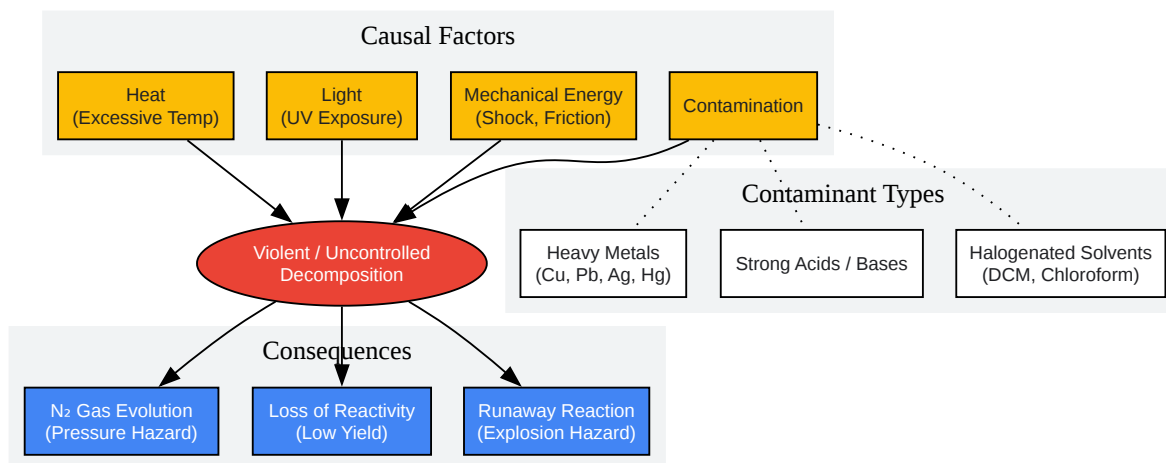 Causal Factors
Heat
(Excessive Temp)
Light
(UV Exposure)
Mechanical Energy
(Shock, Friction)
Contamination
Contaminant Types
Heavy Metals
(Cu, Pb, Ag, Hg)
Strong Acids / Bases
Halogenated Solvents
(DCM, Chloroform)
Violent / Uncontrolled
Decomposition
Consequences
N₂ Gas Evolution
(Pressure Hazard)
Loss of Reactivity
(Low Yield)
Runaway Reaction
(Explosion Hazard)